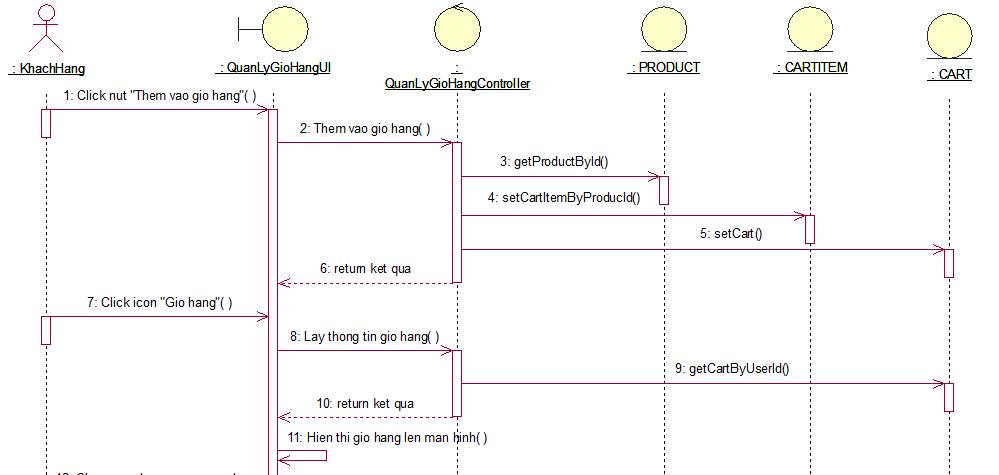 : KhachHang
: QuanLyGioHangUI
:
QuanLyGioHangController
: PRODUCT
: CARTITEM
: CART
1: Click nut "Them vao gio hang"( )
2: Them vao gio hang( )
3: getProductById()
4: setCartItemByProducId()
5: setCart()
6: return ket qua
7: Click icon "Gio hang"( )
8: Lay thong tin gio hang( )
9: getCartByUserId()
10: return ket qua
11: Hien thi gio hang len man hinh( )